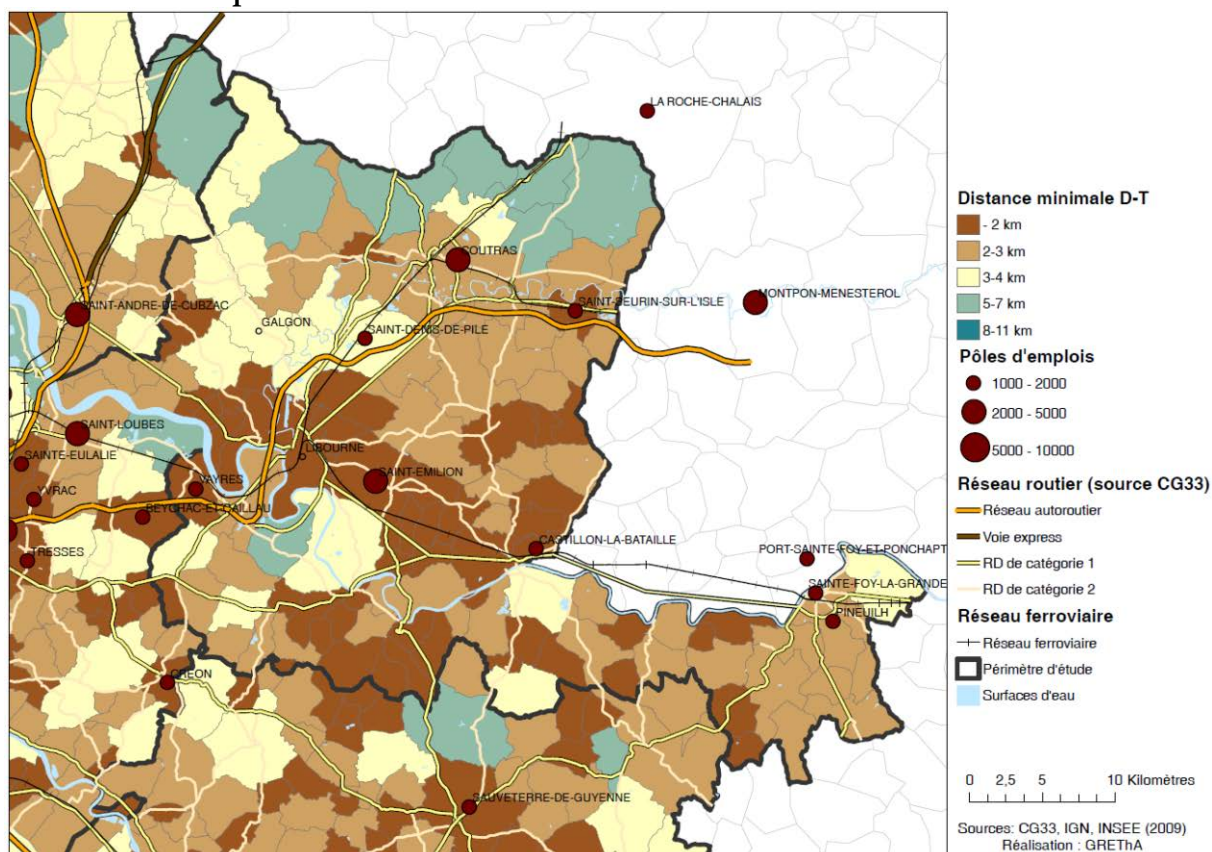 LA ROCHE-CHALAIS
COUTRAS
SAINT-ANDRE-DE-CUBZAC
GALGON
SAINT-DENIS-DE-PILE
SAINT-SEURIN-SUR-L'ISLE
MONTPON-MENESTEROL
SAINT-LOUBES
SAINTE-EULALIE
LIBOURNE
SAINT-EMILION
YVRAC
VAYRES
BEYCHAC-ET-CAILLAU
TRESSES
CASTILLON-LA-BATAILLE
PORT-SAINTE-FOY-ET-PONCHAPT
SAINTE-FOY-LA-GRANDE
PINEUILH
CREON
SAUVETERRE-DE-GUYENNE
Distance minimale D-T
- 2 km
2-3 km
3-4 km
5-7 km
8-11 km
Pôles d'emplois
1000 - 2000
2000 - 5000
5000 - 10000
Réseau routier (source CG33)
Réseau autoroutier
Voie express
RD de catégorie 1
RD de catégorie 2
Réseau ferroviaire
Réseau ferroviaire
Périmètre d'étude
Surfaces d'eau
0 2,5 5 10 Kilomètres
Sources: CG33, IGN, INSEE (2009)
Réalisation : GREThA